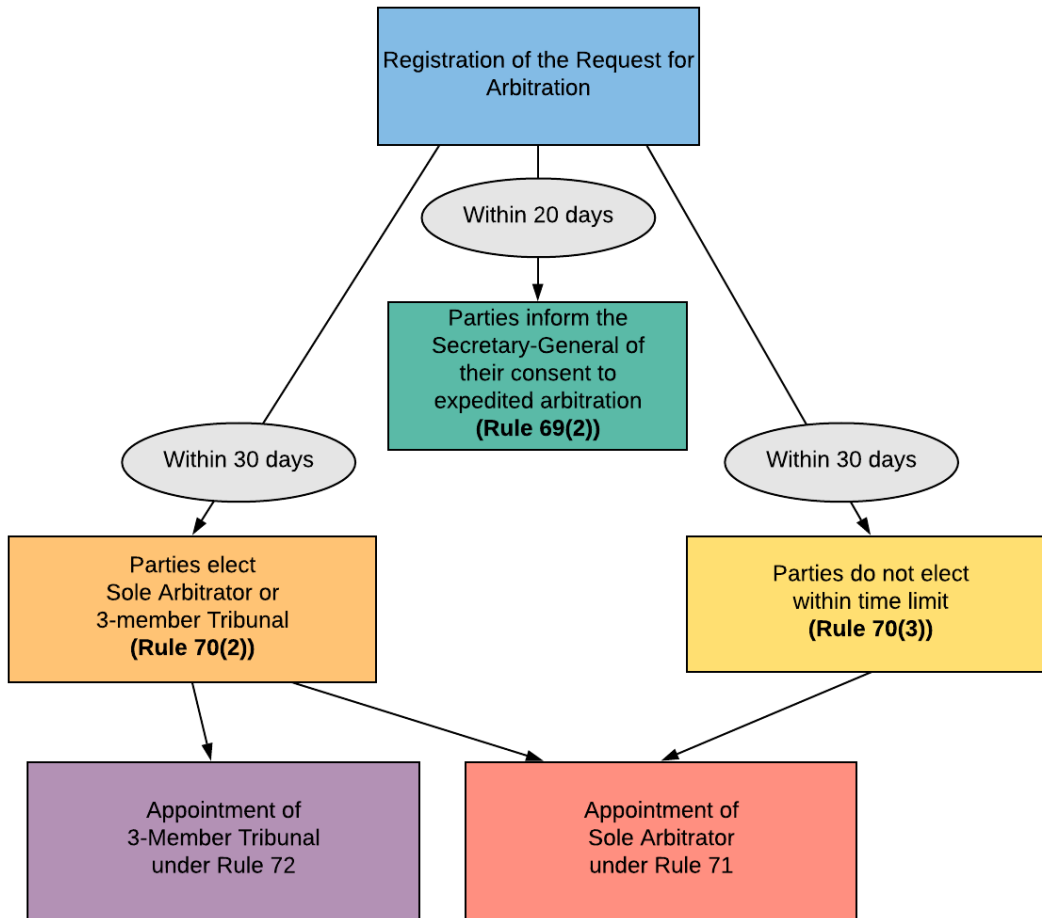 Registration of the Request for
Arbitration
Within 20 days
Parties inform the
Secretary-General of
their consent to
expedited arbitration
(Rule 69(2))
Within 30 days
Within 30 days
Parties elect
Sole Arbitrator or
3-member Tribunal
(Rule 70(2))
Parties do not elect
within time limit
(Rule 70(3))
Appointment of
3-Member Tribunal
under Rule 72
Appointment of
Sole Arbitrator
under Rule 71